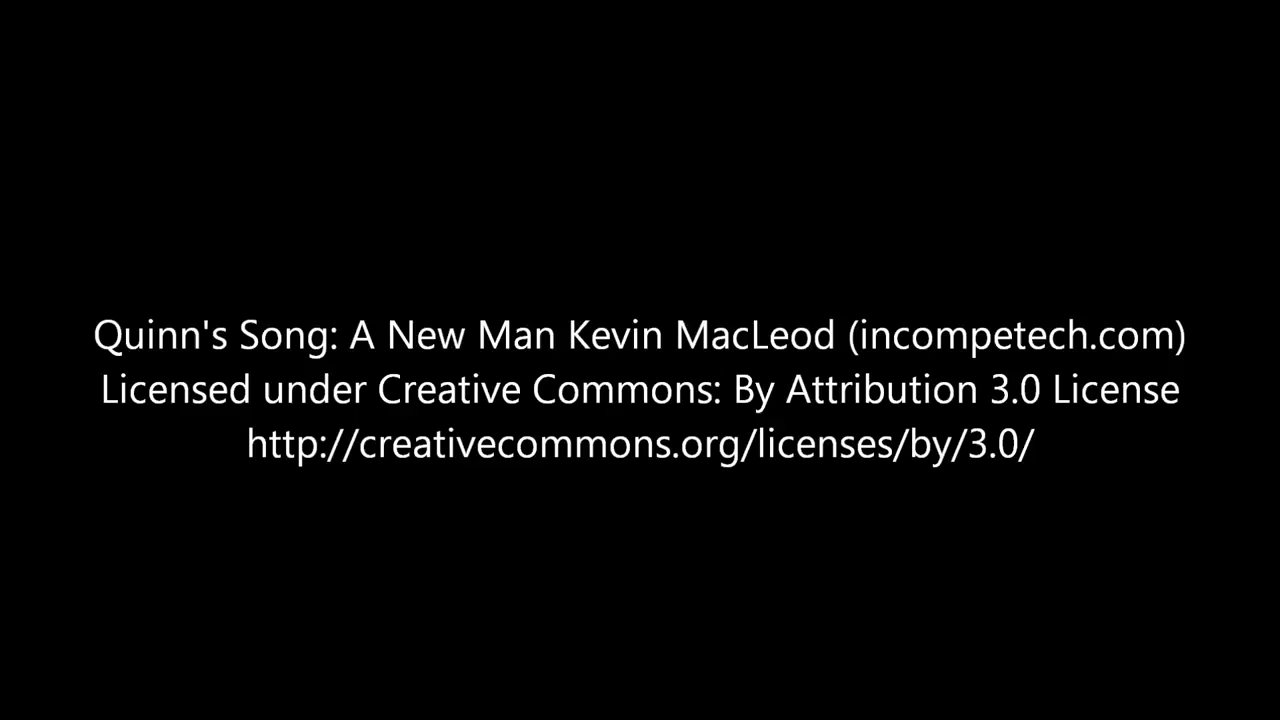 Quinn's Song: A New Man Kevin MacLeod (incompetech.com)
Licensed under Creative Commons: By Attribution 3.0 License
http://creativecommons.org/licenses/by/3.0/